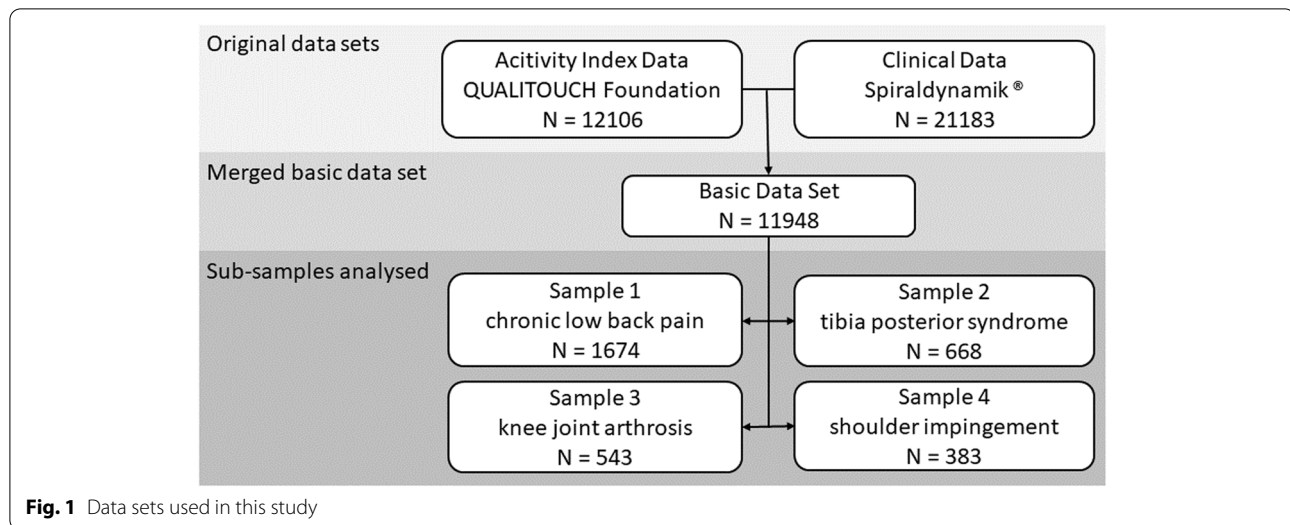 Original data sets
Acitivity Index Data
QUALITOUCH Foundation
N = 12106
Clinical Data
Spiraldynamik ®
N = 21183
Merged basic data set
Basic Data Set
N = 11948
Sub-samples analysed
Sample 1
chronic low back pain
N = 1674
Sample 2
tibia posterior syndrome
N = 668
Sample 3
knee joint arthrosis
N = 543
Sample 4
shoulder impingement
N = 383
Fig. 1 Data sets used in this study